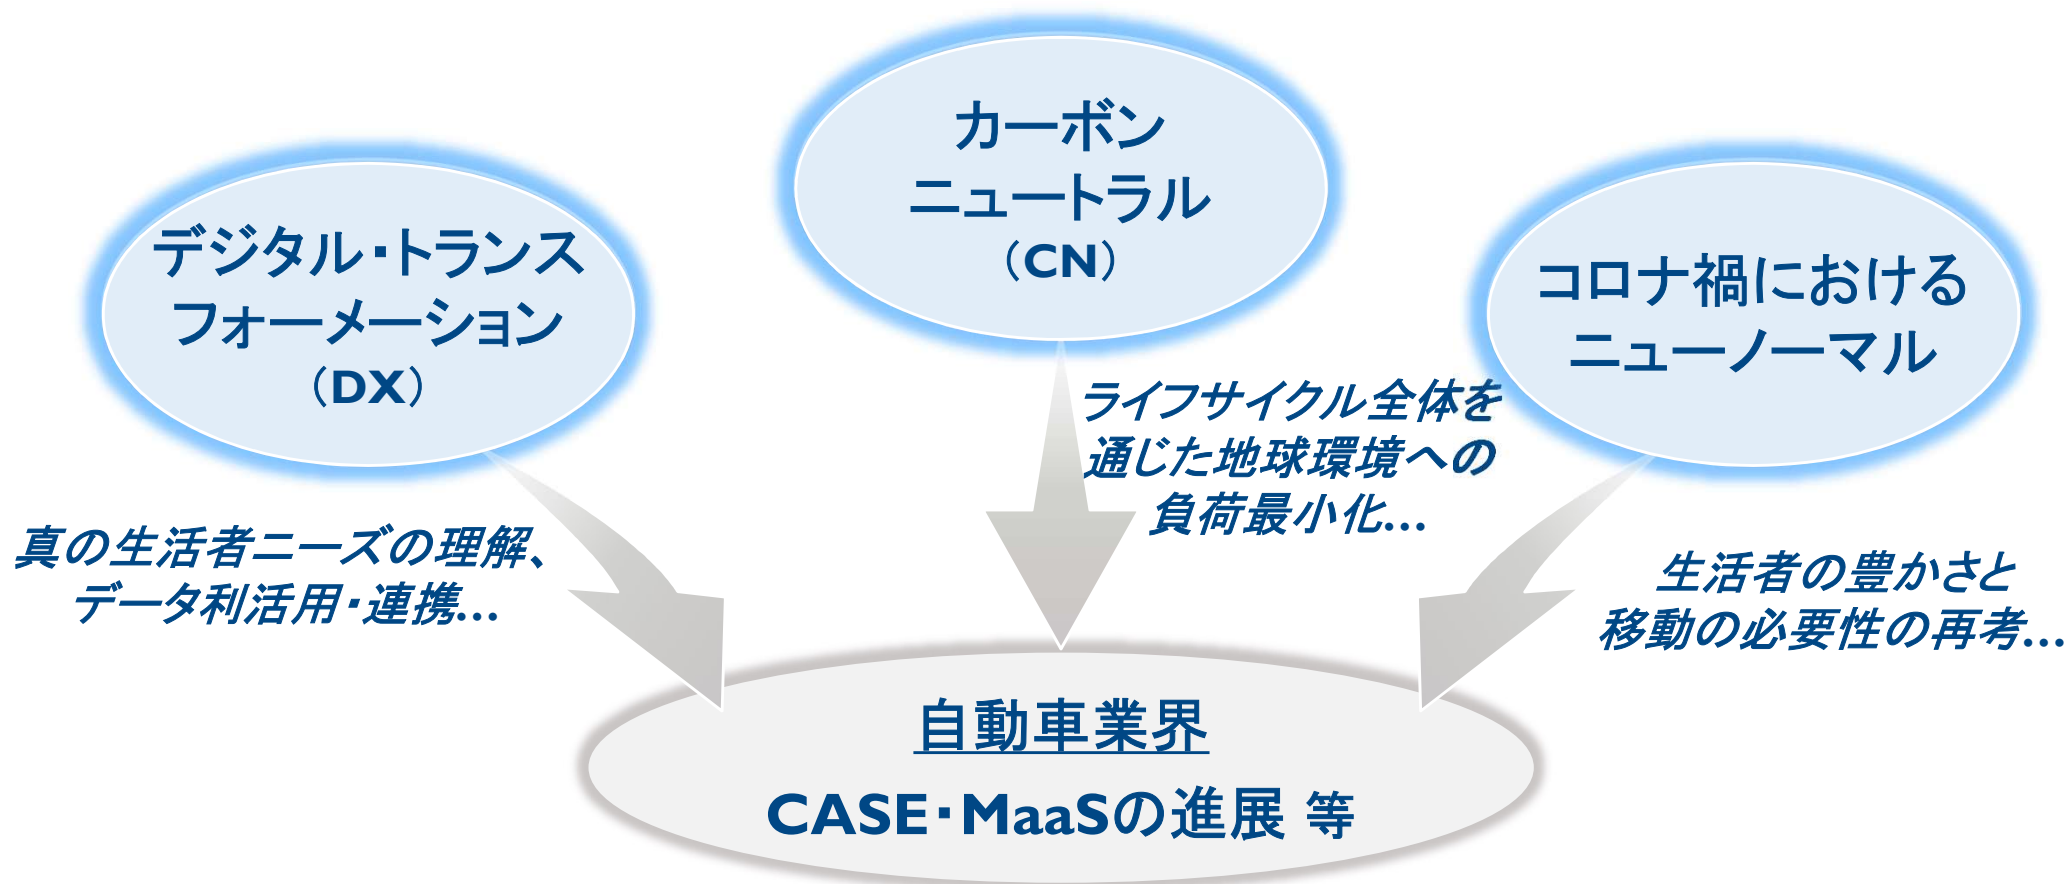 デジタル・トランス
フォーメーション
（DX）
カーボン
ニュートラル
（CN）
コロナ禍における
ニューノーマル
真の生活者ニーズの理解、
データ利活用・連携…
ライフサイクル全体を
通じた地球環境への
負荷最小化…
生活者の豊かさと
移動の必要性の再考…
自動車業界
CASE・MaaSの進展 等